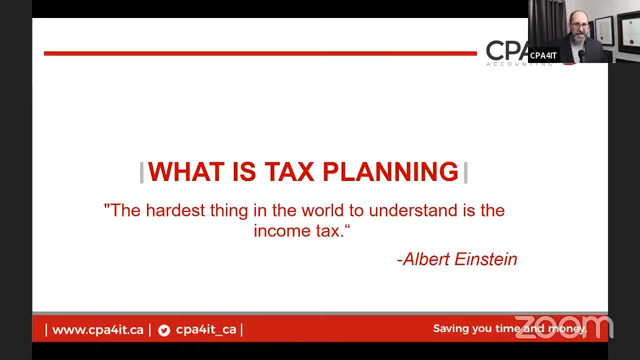 CPA
ACCOUNTING
CPA4IT
|WHAT IS TAX PLANNING|
"The hardest thing in the world to understand is the
income tax.“
-Albert Einstein
| www.cpa4it.ca | cpa4it_ca |
Saving you time and money.
zoom